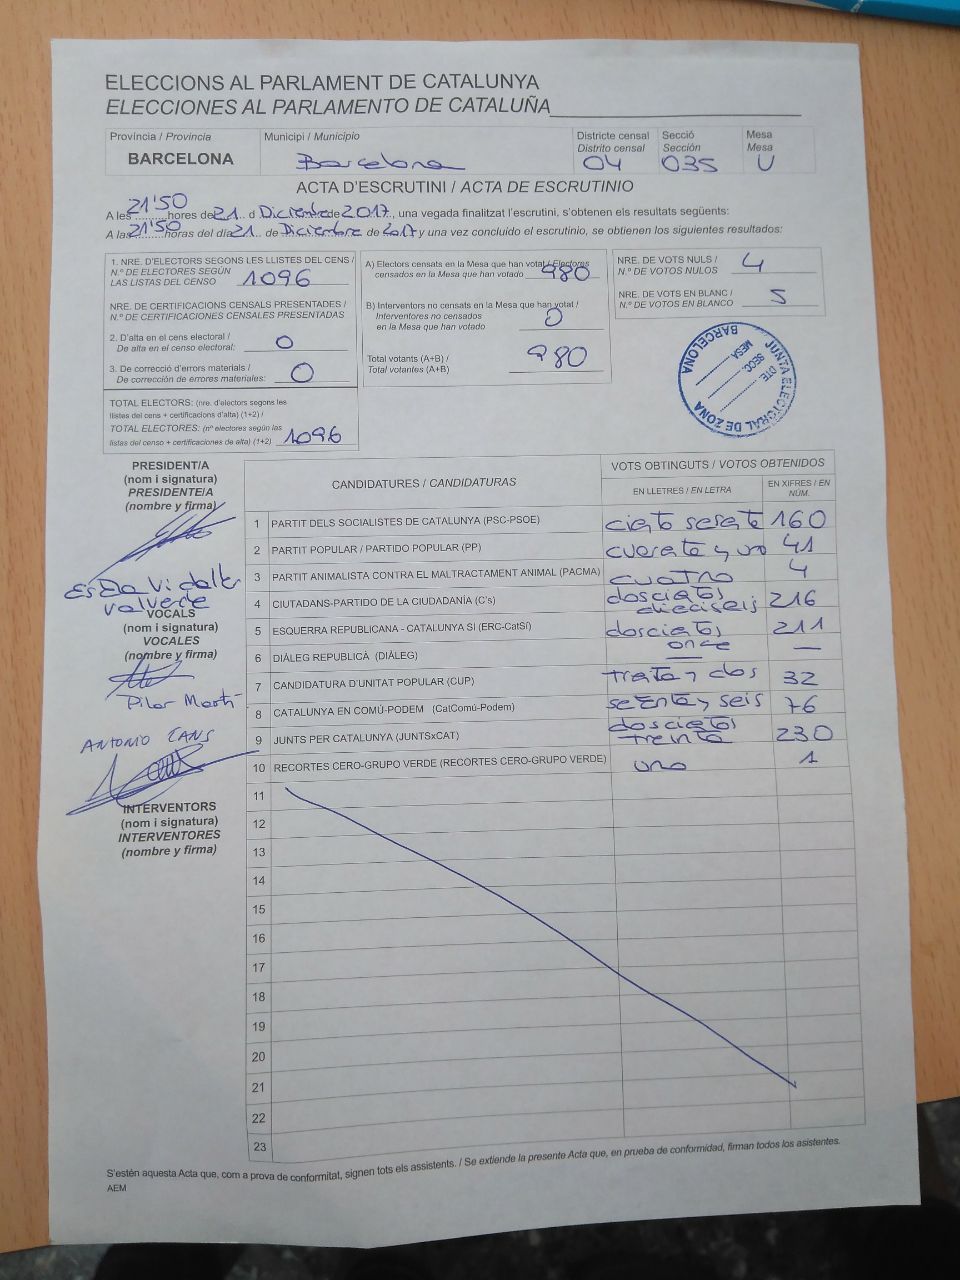 ELECCIONS AL PARLAMENT DE CATALUNYA
ELECCIONES AL PARLAMENTO DE CATALUÑA
Província / Provincia
BARCELONA
Municipi / Municipio
Barcelona
Districte censal
Distrito censal
04
Secció
Sección
035
Mesa
Mesa
U
ACTA D'ESCRUTINI / ACTA DE ESCRUTINIO
A les 21'50 hores de 21 d Diciembre de 2017, una vegada finalitzat l'escrutini, s'obtenen els resultats següents:
A las 21'50 horas del día 21 de Diciembre de 2017 y una vez concluído el escrutinio, se obtienen los siguientes resultados:
1. NRE. D'ELECTORS SEGONS LES LLISTES DEL CENS /
N.º DE ELECTORES SEGÚN
LAS LISTAS DEL CENSO 1096
NRE. DE CERTIFICACIONS CENSALS PRESENTADES /
N.º DE CERTIFICACIONES CENSALES PRESENTADAS
2. D'alta en el cens electoral /
De alta en el censo electoral: 0
3. De correcció d'errors materials /
De corrección de errores materiales: 0
TOTAL ELECTORS: (nre. d'electors segons les
llistes del cens + certificacions d'alta) (1+2) /
TOTAL ELECTORES: (nº electores según las
listas del censo + certificaciones de alta) (1+2) 1096
A) Electors censats en la Mesa que han votat / Electores
censados en la Mesa que han votado 980
B) Interventors no censats en la Mesa que han votat /
Interventores no censados
en la Mesa que han votado 0
Total votants (A+B) /
Total votantes (A+B) 980
NRE. DE VOTS NULS /
N.º DE VOTOS NULOS 4
NRE. DE VOTS EN BLANC /
N.º DE VOTOS EN BLANCO 5
JUNTA ELECTORAL DE ZONA
BARCELONA
DTE.
SECC.
MESA
PRESIDENT/A
(nom i signatura)
PRESIDENTE/A
(nombre y firma)
Valverde
VOCALS
(nom i signatura)
VOCALES
(nombre y firma)
Pilar Martí
ANTONIO CANS
INTERVENTORS
(nom i signatura)
INTERVENTORES
(nombre y firma)
CANDIDATURES / CANDIDATURAS
VOTS OBTINGUTS / VOTOS OBTENIDOS
EN LLETRES / EN LETRA
EN XIFRES / EN NÚM.
1 PARTIT DELS SOCIALISTES DE CATALUNYA (PSC-PSOE) ciento sesenta 160
2 PARTIT POPULAR / PARTIDO POPULAR (PP) cuarenta y uno 41
3 PARTIT ANIMALISTA CONTRA EL MALTRACTAMENT ANIMAL (PACMA) cuatro 4
4 CIUTADANS-PARTIDO DE LA CIUDADANÍA (C's) doscientos dieciseis 216
5 ESQUERRA REPUBLICANA - CATALUNYA SÍ (ERC-CatSí) doscientos once 211
6 DIÀLEG REPUBLICÀ (DIÀLEG) — —
7 CANDIDATURA D'UNITAT POPULAR (CUP) treinta y dos 32
8 CATALUNYA EN COMÚ-PODEM (CatComú-Podem) setenta y seis 76
9 JUNTS PER CATALUNYA (JUNTSxCAT) doscientos treinta 230
10 RECORTES CERO-GRUPO VERDE (RECORTES CERO-GRUPO VERDE) uno 1
11
12
13
14
15
16
17
18
19
20
21
22
23
S'estén aquesta Acta que, com a prova de conformitat, signen tots els assistents. / Se extiende la presente Acta que, en prueba de conformidad, firman todos los asistentes.
AEM